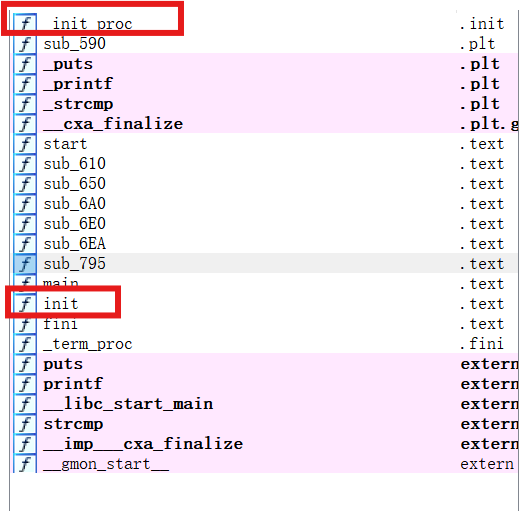 f _init_proc .init
f sub_590 .plt
f _puts .plt
f _printf .plt
f _strcmp .plt
f __cxa_finalize .plt.g
f start .text
f sub_610 .text
f sub_650 .text
f sub_6A0 .text
f sub_6E0 .text
f sub_6EA .text
f sub_795 .text
f main .text
f init .text
f fini .text
f _term_proc .fini
f puts extern
f printf extern
f __libc_start_main extern
f strcmp extern
f __imp___cxa_finalize extern
f __gmon_start__ extern